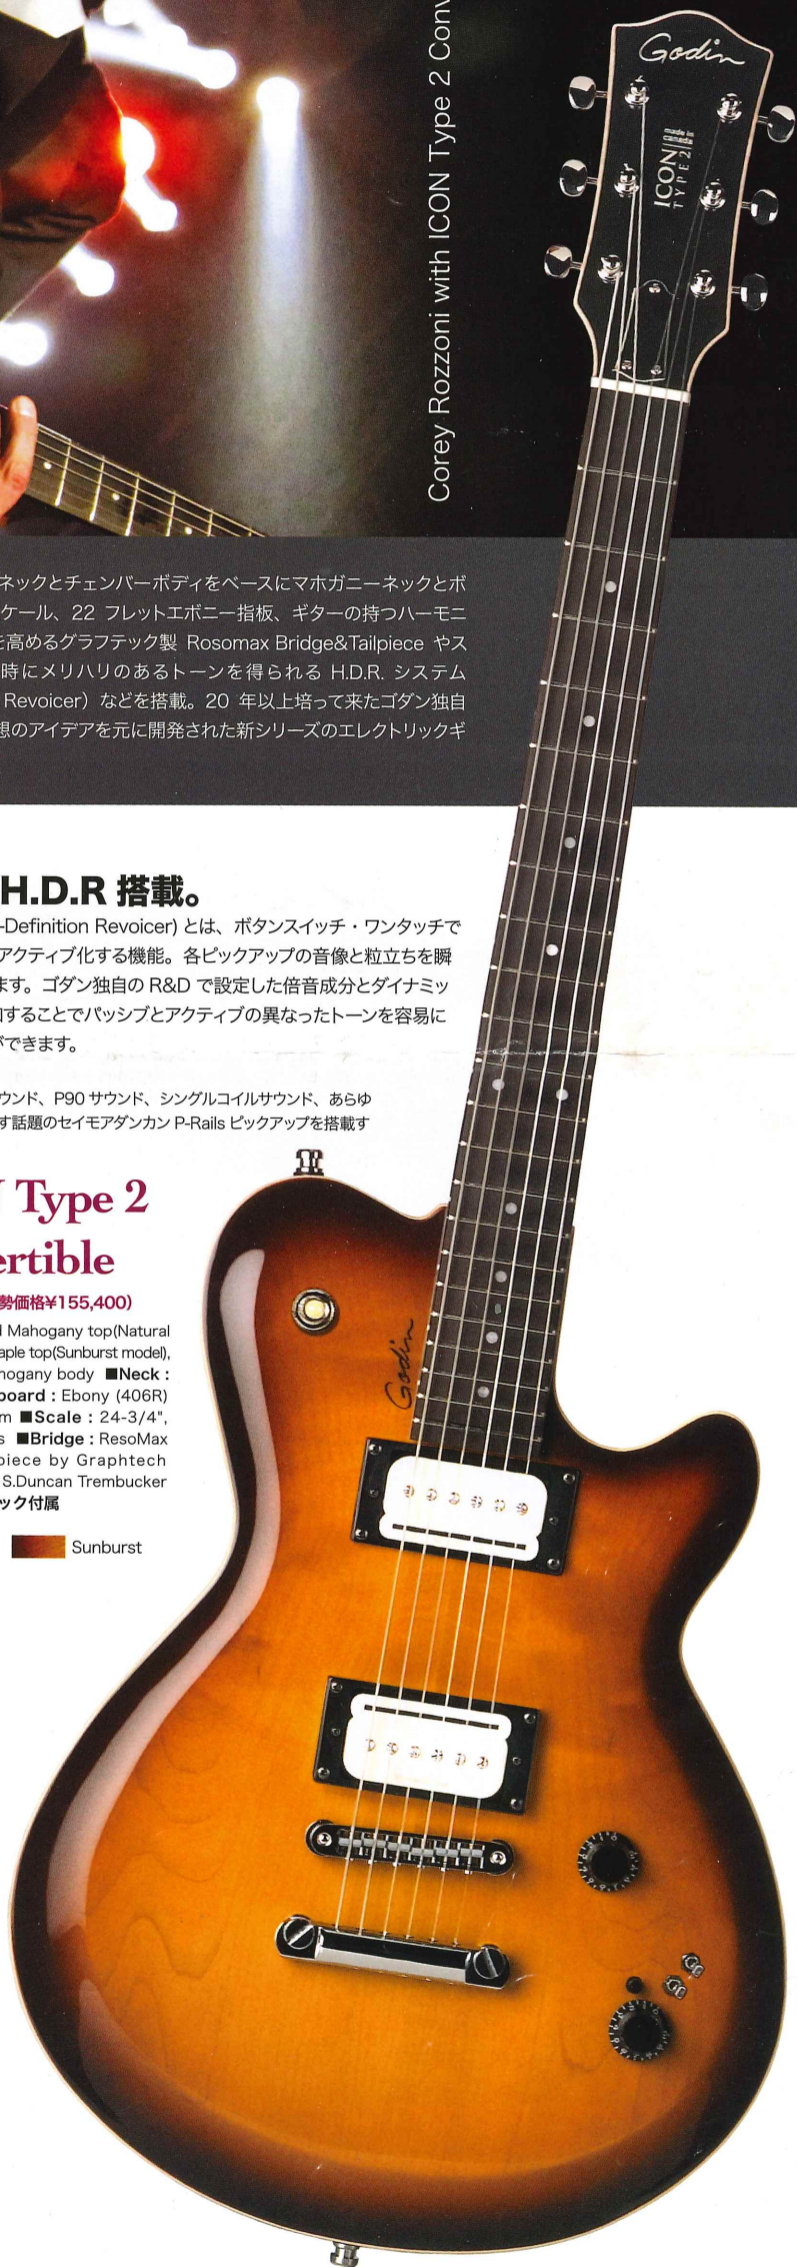 Corey Rozzoni with ICON Type 2 Conv
Godin
made in
canada
ICON
TYPE2
ネックとチェンバーボディをベースにマホガニーネックとボ
ケール、22 フレットエボニー指板、ギターの持つハーモニ
を高めるグラフテック製 Rosomax Bridge&Tailpiece やス
時にメリハリのあるトーンを得られる H.D.R. システム
Revoicer）などを搭載。20 年以上培って来たゴダン独自
想のアイデアを元に開発された新シリーズのエレクトリックギ
H.D.R 搭載。
-Definition Revoicer) とは、ボタンスイッチ・ワンタッチで
アクティブ化する機能。各ピックアップの音像と粒立ちを瞬
ます。ゴダン独自の R&D で設定した倍音成分とダイナミッ
加することでパッシブとアクティブの異なったトーンを容易に
ができます。
ウンド、P90 サウンド、シングルコイルサウンド、あらゆ
す話題のセイモアダンカン P-Rails ピックアップを搭載す
Type 2
ertible
勢価格¥155,400)
d Mahogany top(Natural
aple top(Sunburst model),
hogany body ■Neck :
board : Ebony (406R)
m ■Scale : 24-3/4",
s ■Bridge : ResoMax
piece by Graphtech
S.Duncan Trembucker
ック付属
Sunburst
Godin